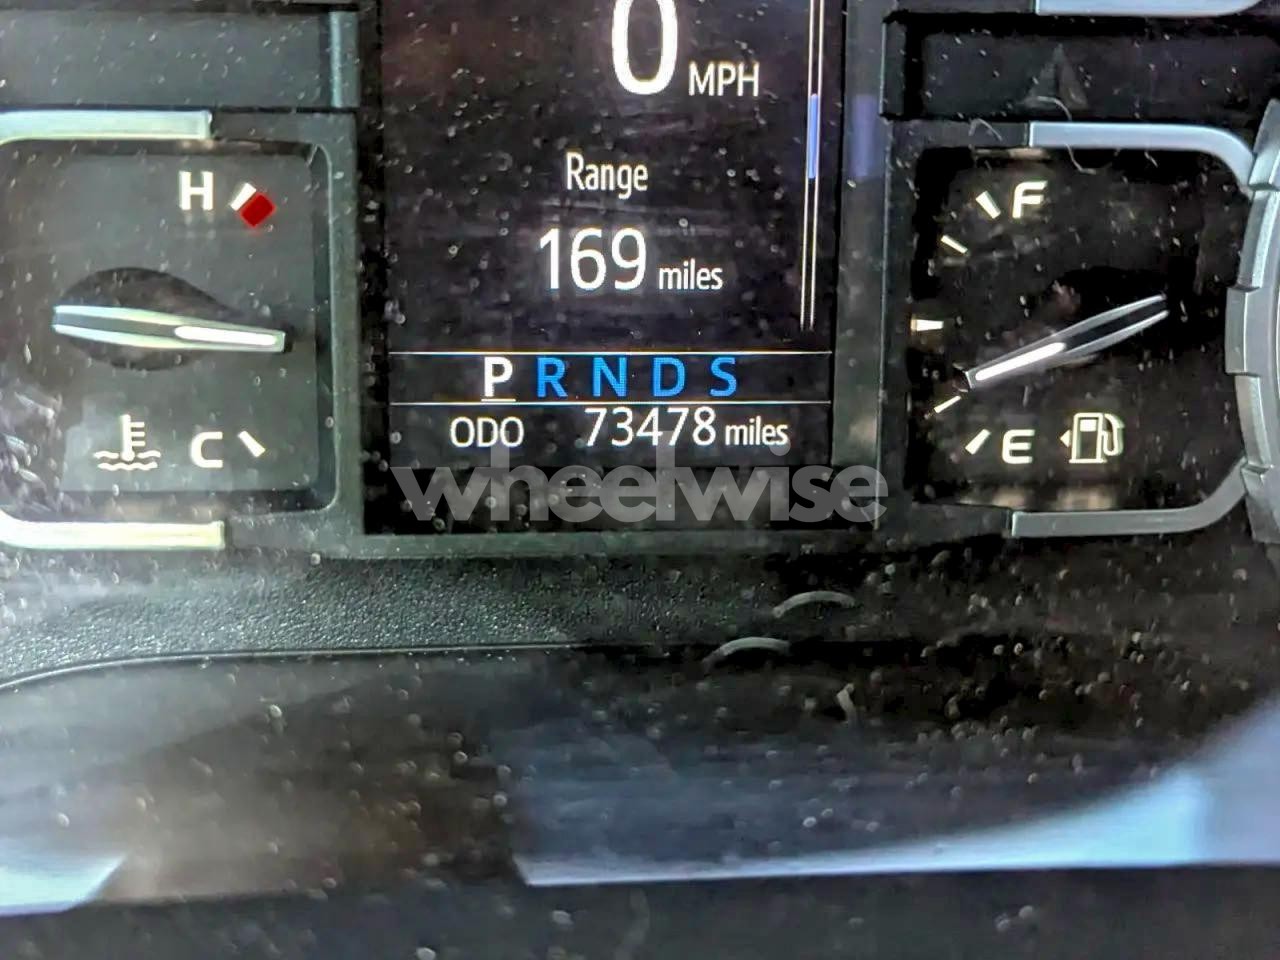 0 MPH
H
Range
F
169 miles
P R N D S
ODO 73478 miles
C
E
wheelwise